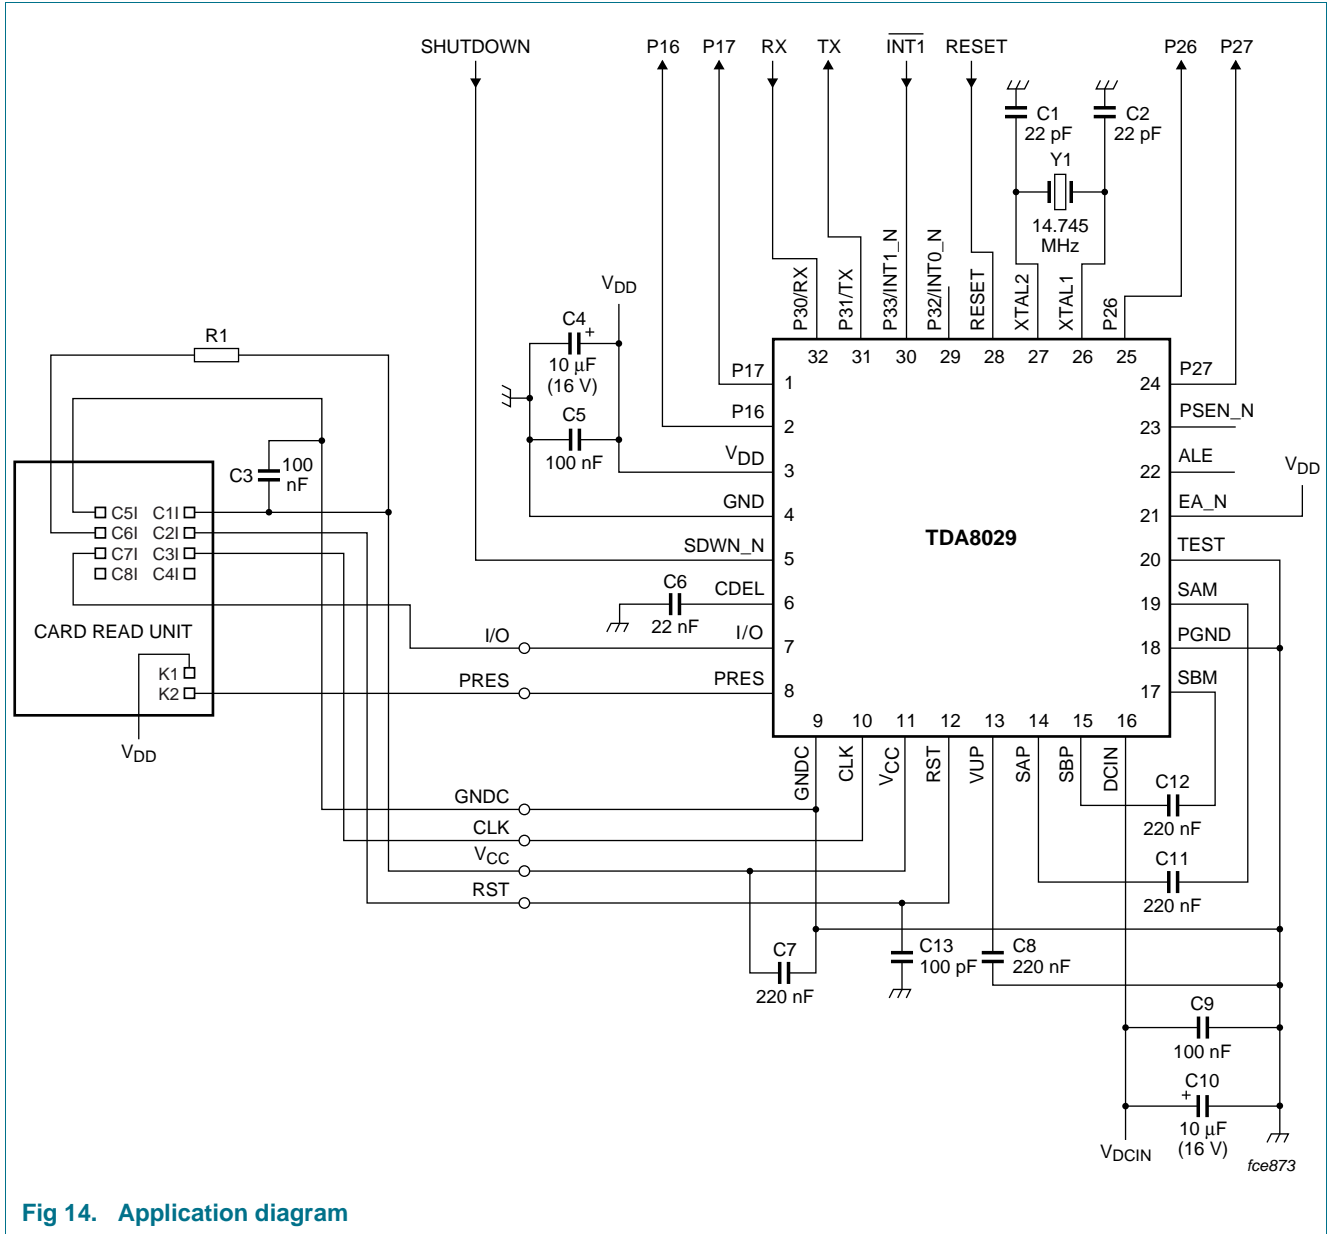 SHUTDOWN P16 P17 RX TX INT1 RESET P26 P27
C1
22 pF
C2
22 pF
Y1
14.745
MHz
P30/RX
P31/TX
P33/INT1_N
P32/INT0_N
RESET
XTAL2
XTAL1
P26
32 31 30 29 28 27 26 25
VDD
C4
+
10 µF
(16 V)
C5
100 nF
R1
C3
100
nF
P17 1
P16 2
VDD 3
GND 4
SDWN_N 5
CDEL 6
I/O 7
PRES 8
C6
22 nF
I/O
PRES
TDA8029
24 P27
23 PSEN_N
22 ALE
21 EA_N
VDD
20 TEST
19 SAM
18 PGND
17 SBM
C5I C1I
C6I C2I
C7I C3I
C8I C4I
CARD READ UNIT
K1
K2
VDD
9 10 11 12 13 14 15 16
GNDC
CLK
VCC
RST
VUP
SAP
SBP
DCIN
GNDC
CLK
VCC
RST
C12
220 nF
C11
220 nF
C7
220 nF
C13
100 pF
C8
220 nF
C9
100 nF
C10
+
10 µF
(16 V)
VDCIN
fce873
Fig 14. Application diagram